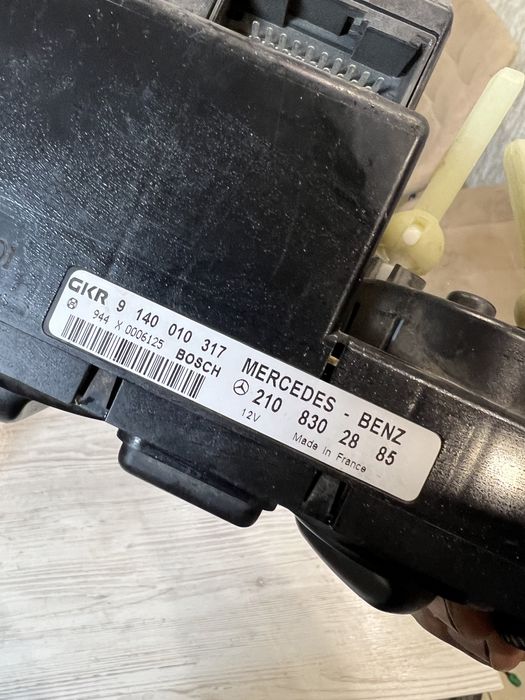 GKR 9 140 010 317 MERCEDES - BENZ
944 X 0006125 BOSCH 210 830 28 85
12V Made in France